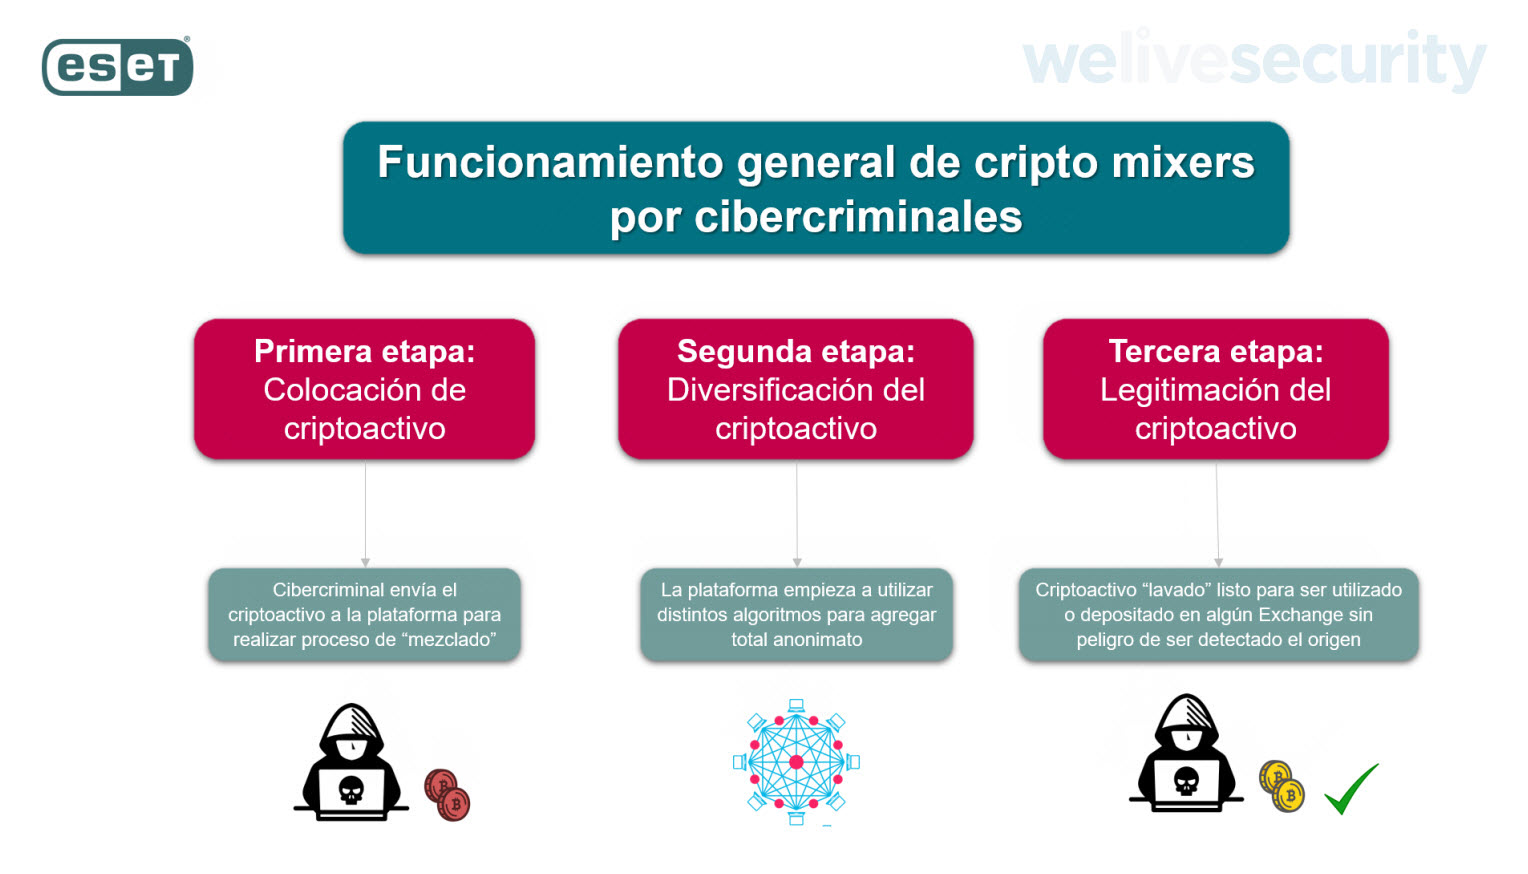 eset®
welivesecurity
Funcionamiento general de cripto mixers
por cibercriminales
Primera etapa:
Colocación de
criptoactivo
Segunda etapa:
Diversificación del
criptoactivo
Tercera etapa:
Legitimación del
criptoactivo
Cibercriminal envía el
criptoactivo a la plataforma para
realizar proceso de “mezclado”
La plataforma empieza a utilizar
distintos algoritmos para agregar
total anonimato
Criptoactivo “lavado” listo para ser utilizado
o depositado en algún Exchange sin
peligro de ser detectado el origen